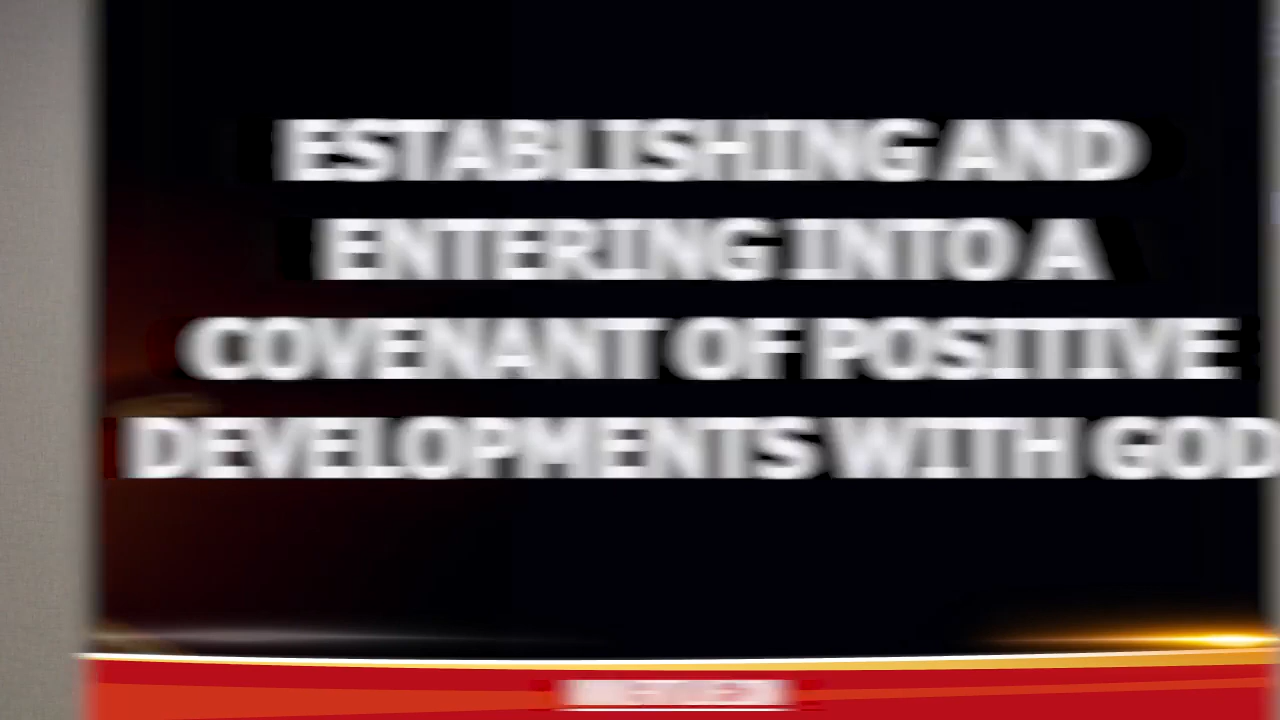 ESTABLISHING AND
ENTERING INTO A
COVENANT OF POSITIVE
DEVELOPMENTS WITH GOD